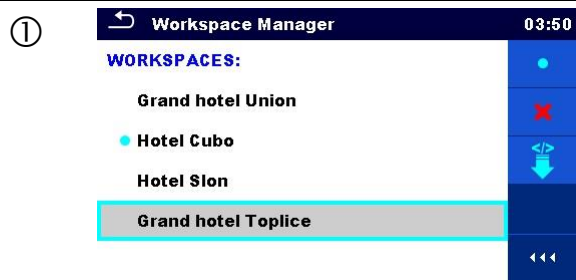 ①
Workspace Manager 03:50
WORKSPACES:
Grand hotel Union
Hotel Cubo
Hotel Slon
Grand hotel Toplice